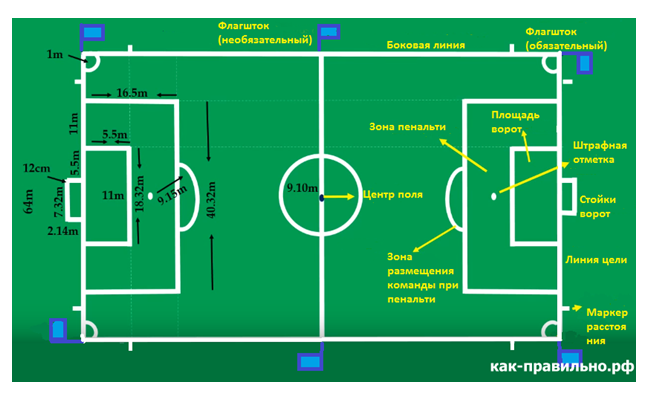 Флагшток
(необязательный)
Флагшток
(обязательный)
Боковая линия
1m
16.5m
11m
5.5m
Площадь
ворот
Зона пенальти
Штрафная
отметка
12cm
5.5m
11m
18.32m
9.15m
40.32m
9.10m
Центр поля
64m
7.32m
2.14m
Стойки
ворот
Зона
размещения
команды при
пенальти
Линия цели
Маркер
расстоя
ния
как-правильно.рф